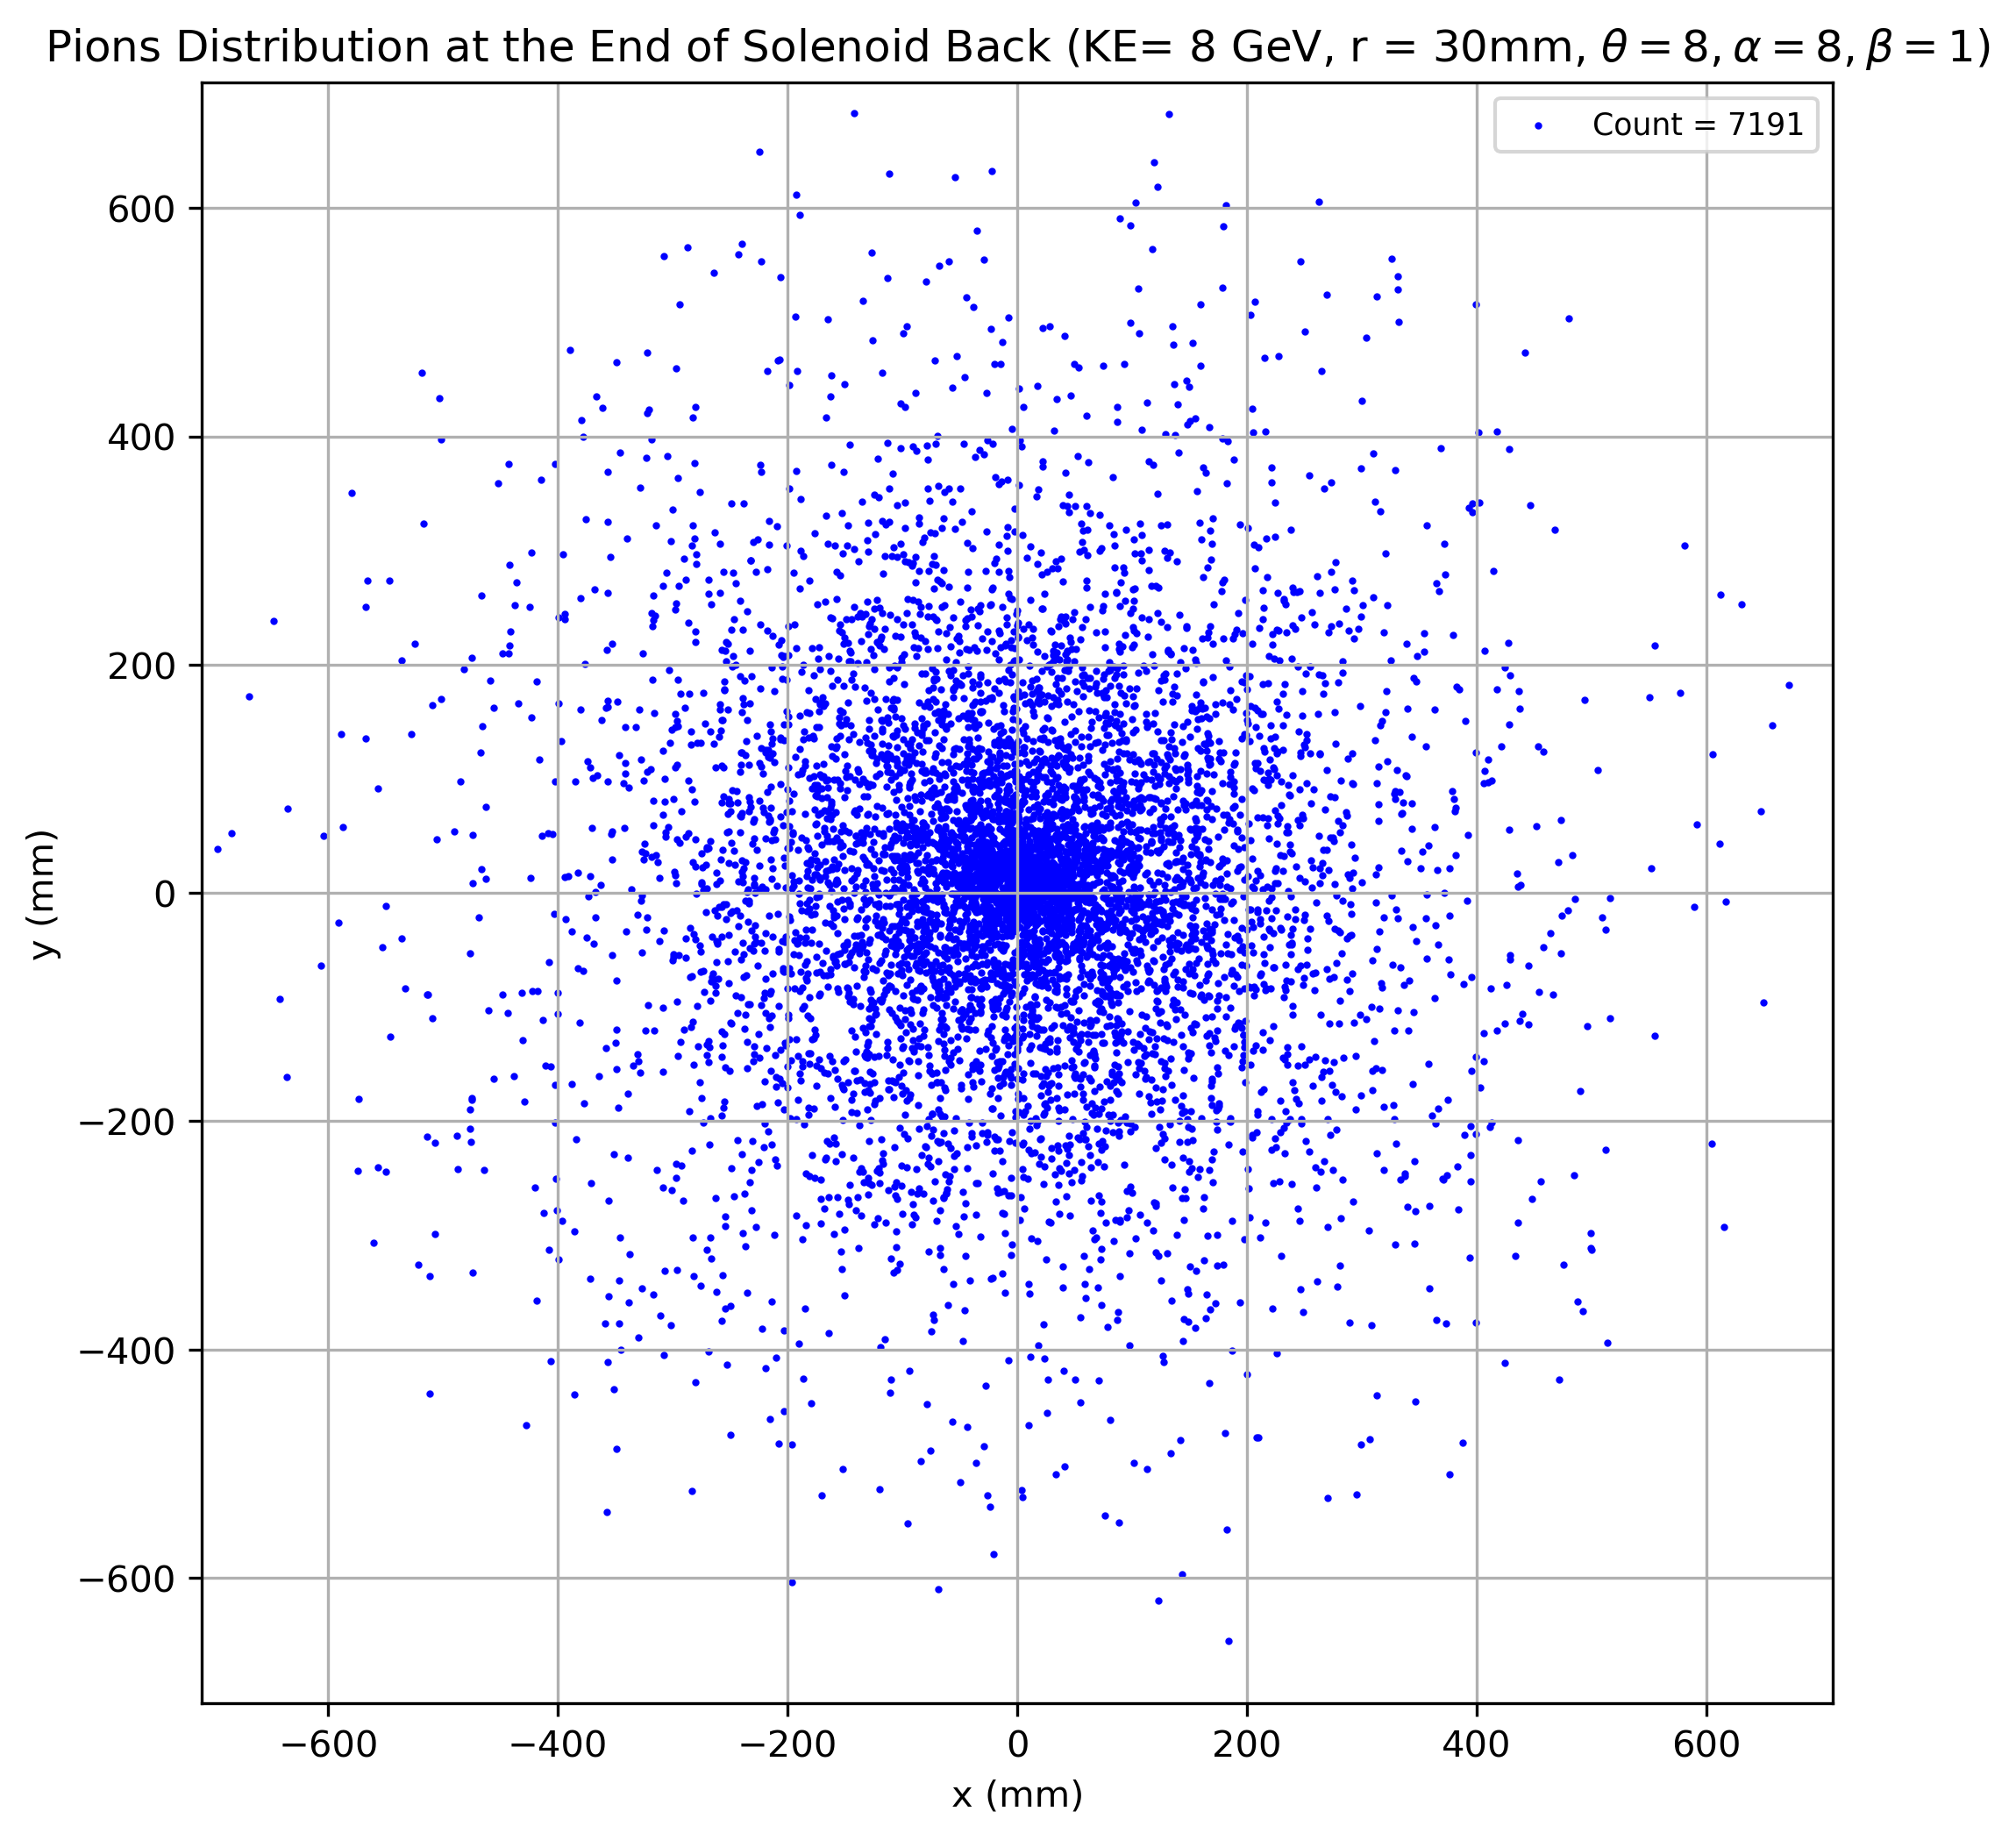 Pions Distribution at the End of Solenoid Back (KE= 8 GeV, r = 30mm, θ = 8, α = 8, β = 1)
Count = 7191
600
400
200
0
−200
−400
−600
y (mm)
−600 −400 −200 0 200 400 600
x (mm)